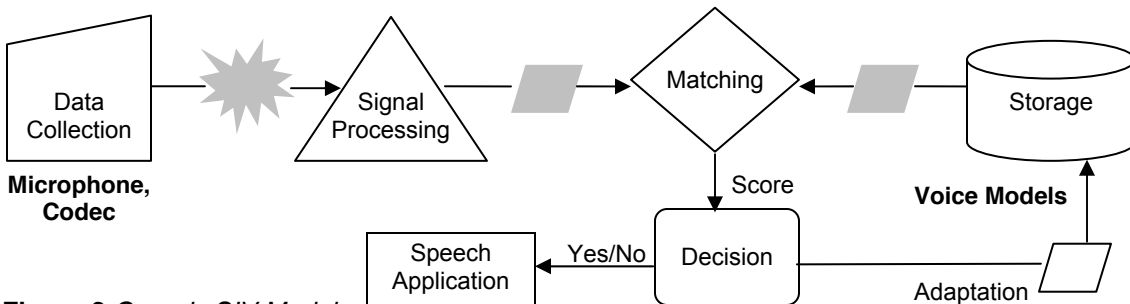 Data
Collection
Signal
Processing
Matching
Storage
Microphone,
Codec
Score
Voice Models
Speech
Application
Yes/No
Decision
Adaptation